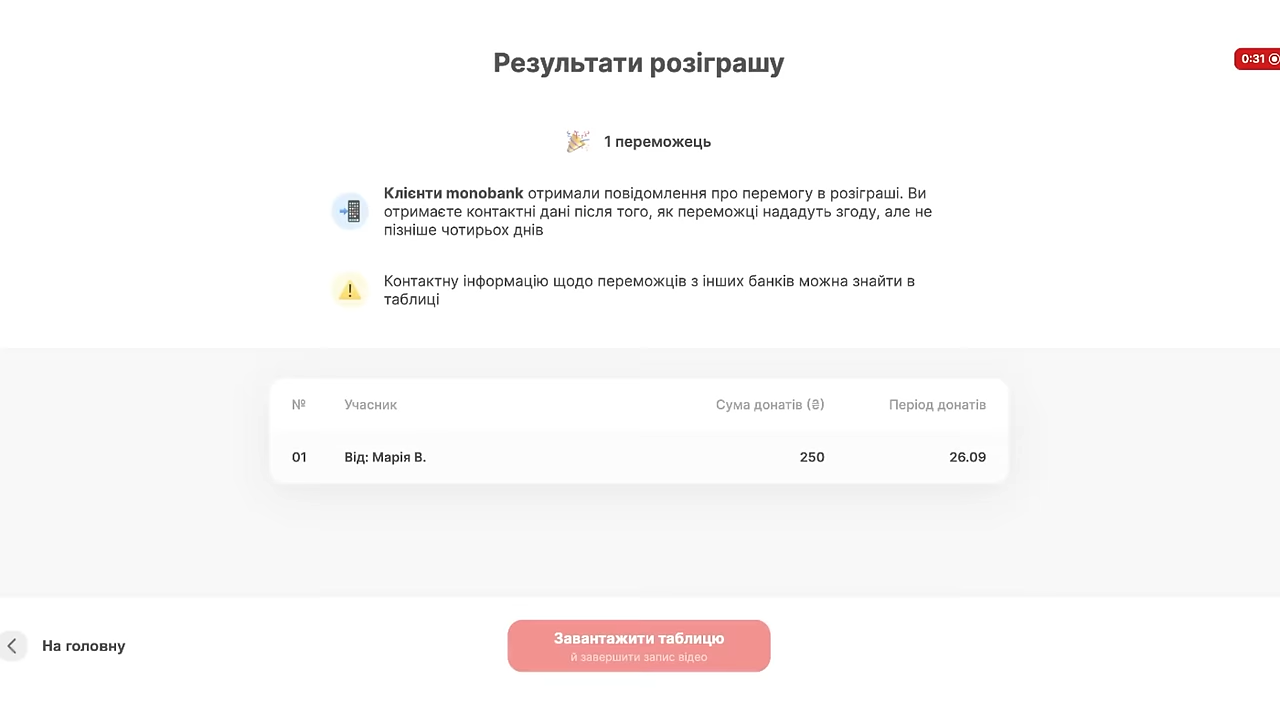 Результати розіграшу
0:31
1 переможець
Клієнти monobank отримали повідомлення про перемогу в розіграші. Ви
отримаєте контактні дані після того, як переможці нададуть згоду, але не
пізніше чотирьох днів
Контактну інформацію щодо переможців з інших банків можна знайти в
таблиці
№ Учасник Сума донатів (₴) Період донатів
01 Від: Марія В. 250 26.09
На головну
Завантажити таблицю
й завершити запис відео